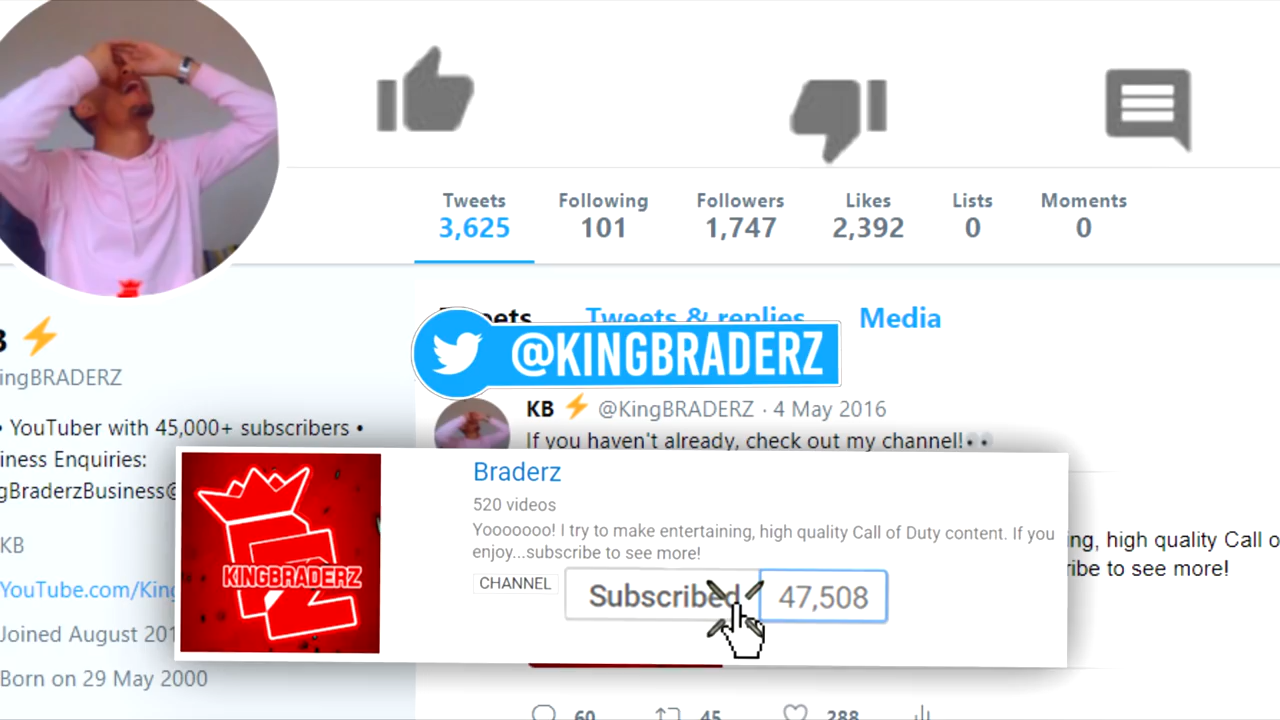 Tweets Following Followers Likes Lists Moments
3,625 101 1,747 2,392 0 0
Tweets & replies Media
@KINGBRADERZ
ingBRADERZ
KB ⚡ @KingBRADERZ · 4 May 2016
If you haven't already, check out my channel!👀
• YouTuber with 45,000+ subscribers •
iness Enquiries:
gBraderzBusiness@
Braderz
520 videos
Yooooooo! I try to make entertaining, high quality Call of Duty content. If you
enjoy...subscribe to see more!
CHANNEL
Subscribed 47,508
KINGBRADERZ
ing, high quality Call o
ribe to see more!
KB
YouTube.com/King
Joined August 201
Born on 29 May 2000
60 45 288